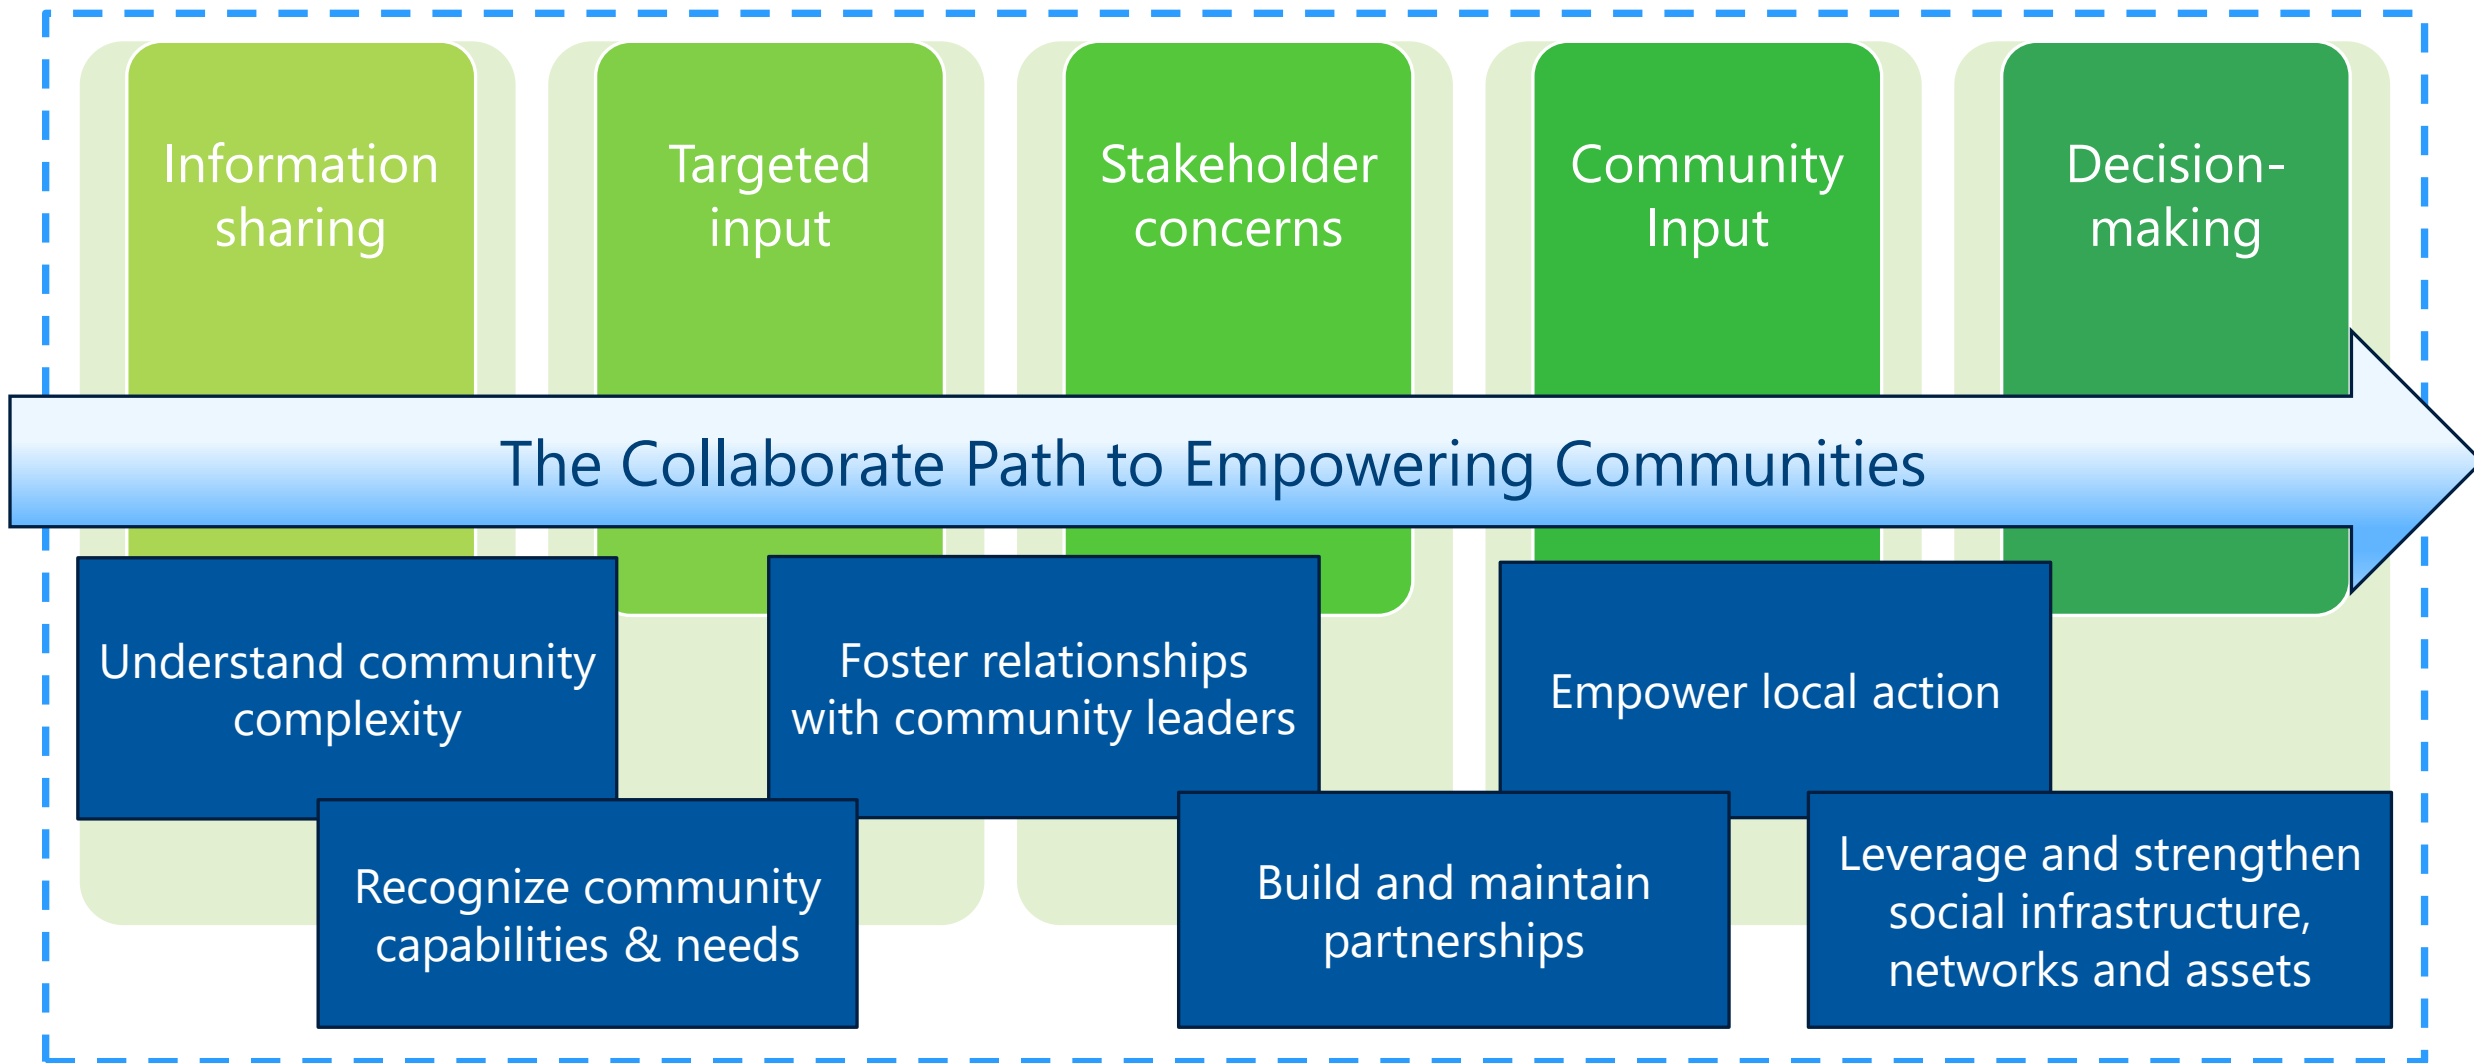 Information
sharing
Targeted
input
Stakeholder
concerns
Community
Input
Decision-
making
The Collaborate Path to Empowering Communities
Understand community
complexity
Foster relationships
with community leaders
Empower local action
Recognize community
capabilities & needs
Build and maintain
partnerships
Leverage and strengthen
social infrastructure,
networks and assets